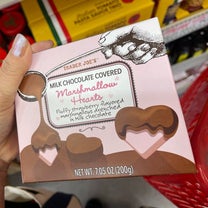 TRADER JOE'S
MILK CHOCOLATE COVERED
Marshmallow
Hearts
Fluffy strawberry flavored
marshmallows drenched
in milk chocolate
NET WT. 7.05 OZ (200g)